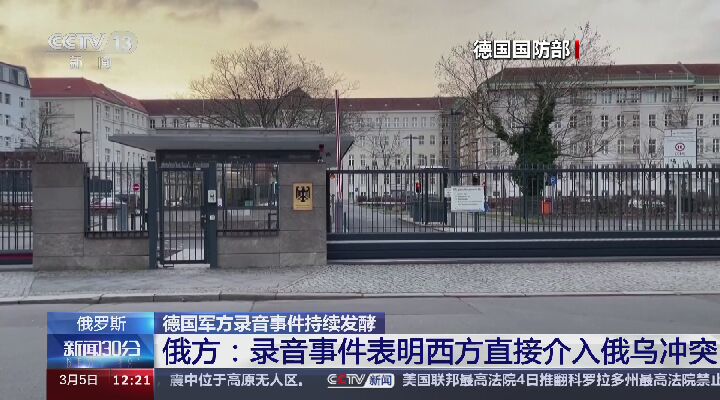 CCTV 13
新闻
德国国防部
俄罗斯
德国军方录音事件持续发酵
新闻30分
俄方：录音事件表明西方直接介入俄乌冲突
3月5日 12:21 震中位于高原无人区。 CCTV新闻 美国联邦最高法院4日推翻科罗拉多州最高法院禁止